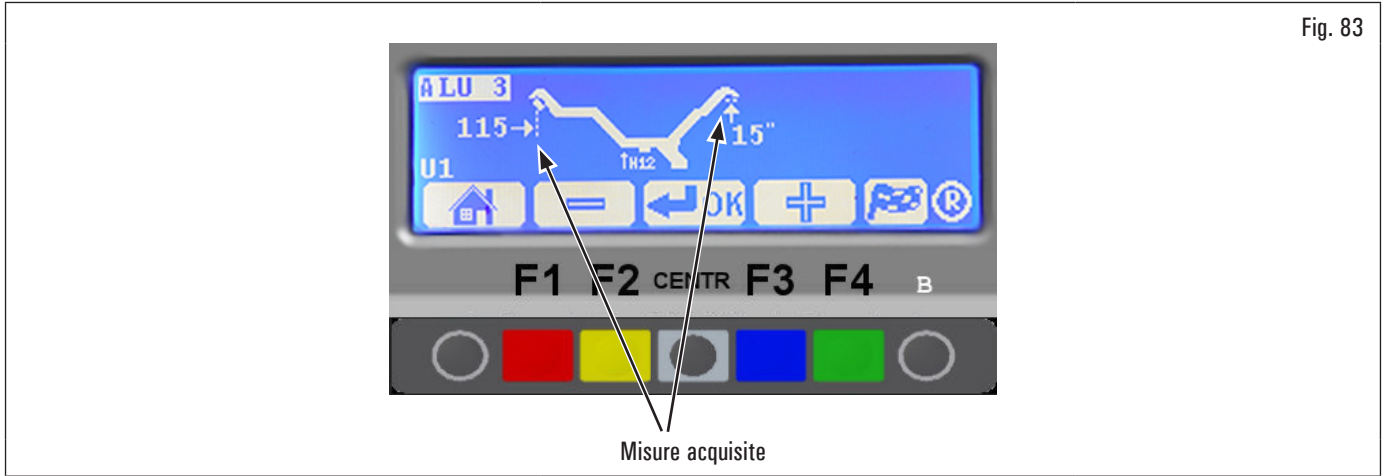 Fig. 83
ALU 3
115→
15"
↑H12
U1
OK
R
F1 F2 CENTR F3 F4 B
Misure acquisite